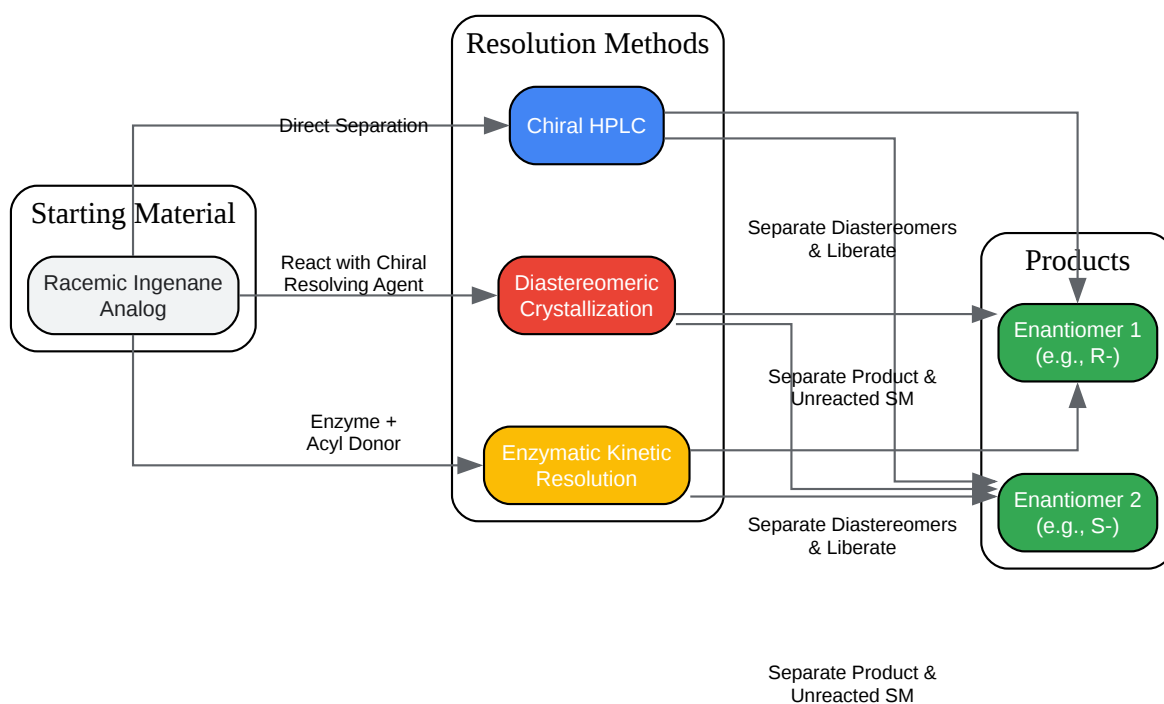 Resolution Methods
Direct Separation
Chiral HPLC
Starting Material
Racemic Ingenane
Analog
React with Chiral
Resolving Agent
Diastereomeric
Crystallization
Enzyme +
Acyl Donor
Enzymatic Kinetic
Resolution
Separate Diastereomers
& Liberate
Separate Product &
Unreacted SM
Separate Diastereomers
& Liberate
Separate Product &
Unreacted SM
Products
Enantiomer 1
(e.g., R-)
Enantiomer 2
(e.g., S-)